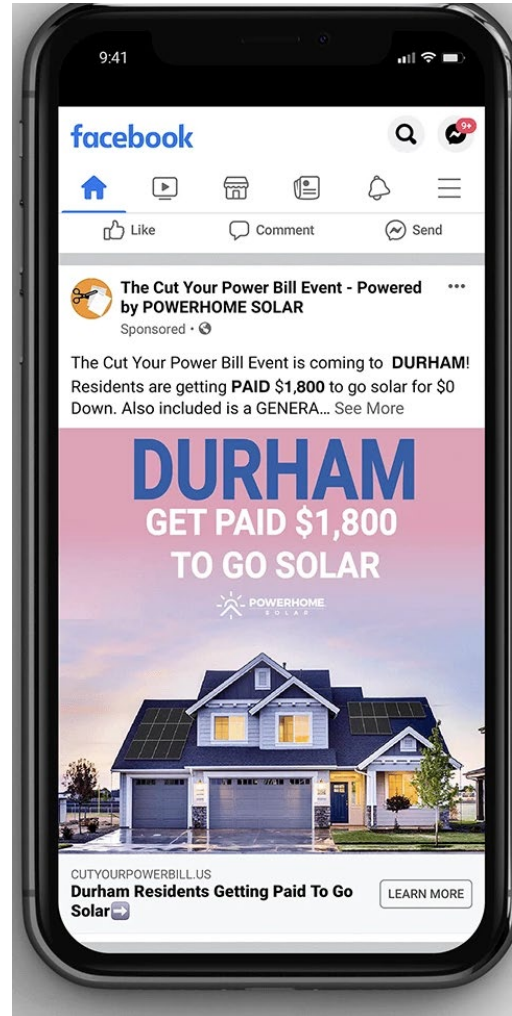 9:41
facebook
9+
Like
Comment
Send
The Cut Your Power Bill Event - Powered
by POWERHOME SOLAR
Sponsored •
The Cut Your Power Bill Event is coming to DURHAM!
Residents are getting PAID $1,800 to go solar for $0
Down. Also included is a GENERA... See More
DURHAM
GET PAID $1,800
TO GO SOLAR
POWERHOME
SOLAR
CUTYOURPOWERBILL.US
Durham Residents Getting Paid To Go
Solar➡️
LEARN MORE